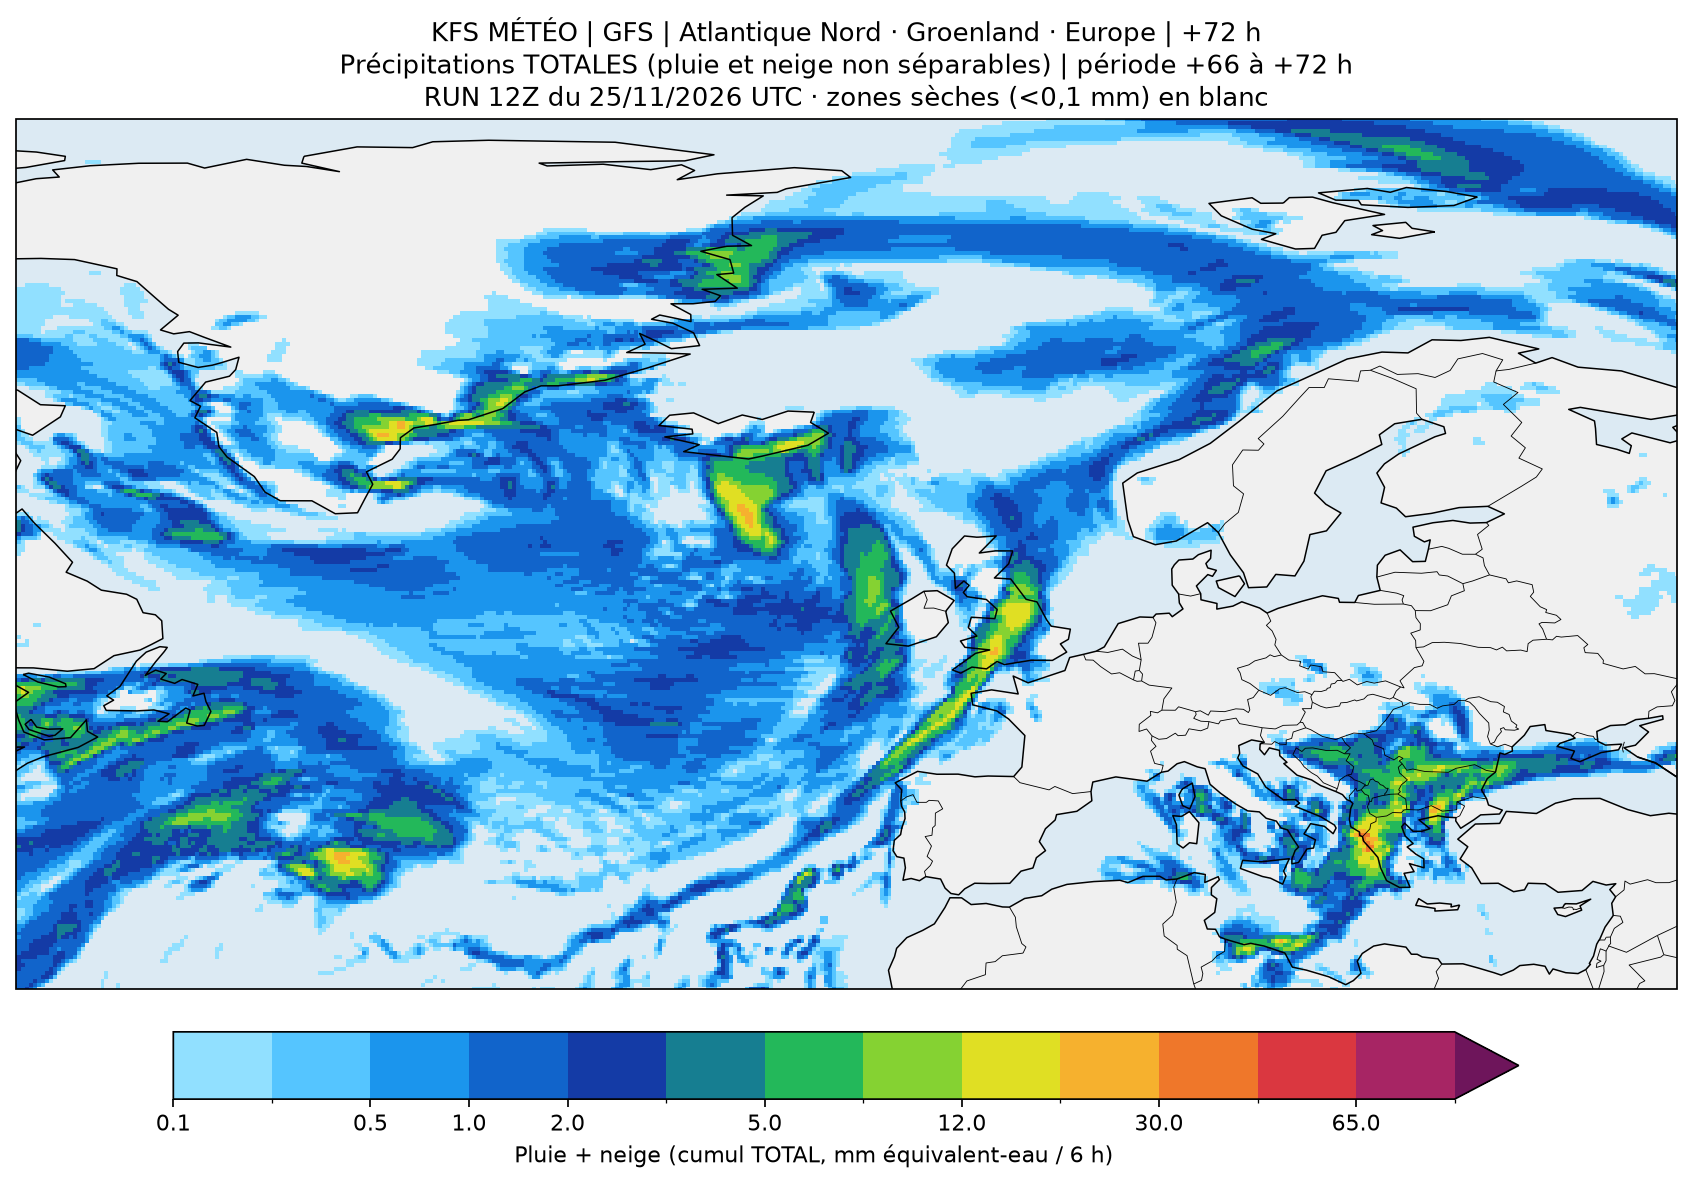 KFS MÉTÉO | GFS | Atlantique Nord · Groenland · Europe | +72 h
Précipitations TOTALES (pluie et neige non séparables) | période +66 à +72 h
RUN 12Z du 25/11/2026 UTC · zones sèches (<0,1 mm) en blanc
0.1 0.5 1.0 2.0 5.0 12.0 30.0 65.0
Pluie + neige (cumul TOTAL, mm équivalent-eau / 6 h)